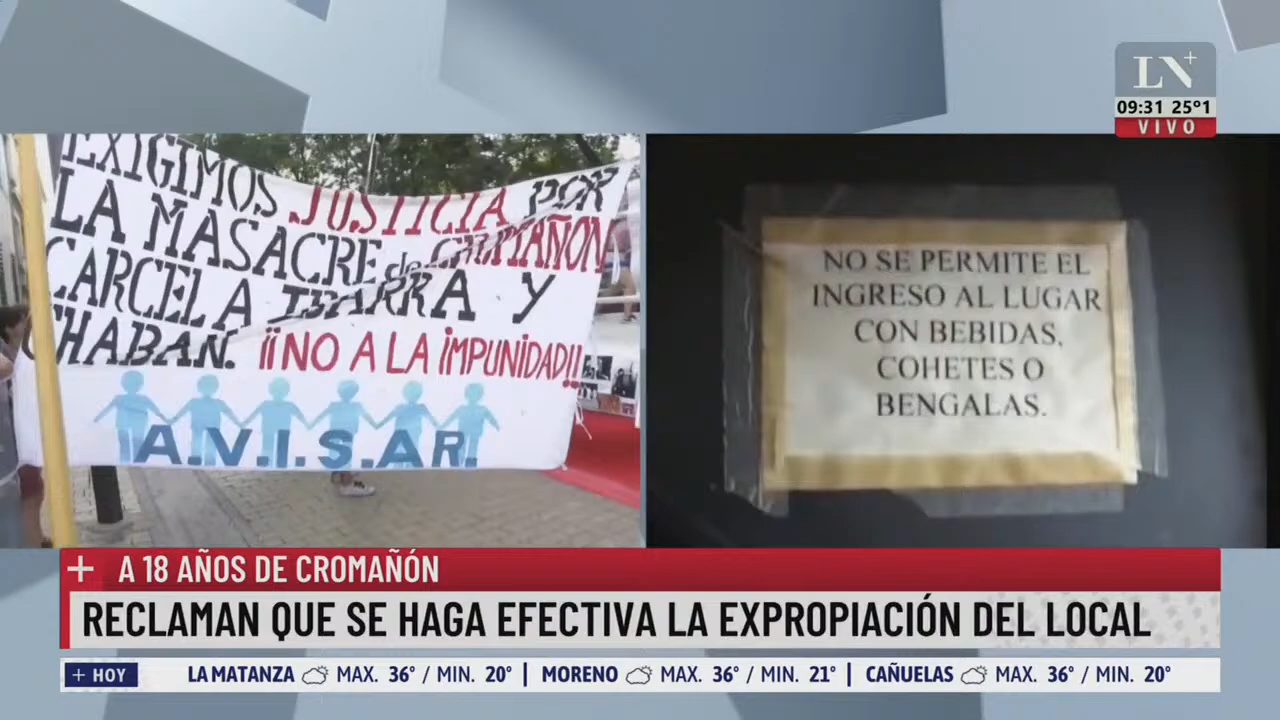 LN+
09:31 25º1
VIVO
EXIGIMOS JUSTICIA POR
LA MASACRE de CROMAÑON
CARCEL A IBARRA Y
CHABAN. ¡¡NO A LA IMPUNIDAD!!
A.V.I.S.A.R.
NO SE PERMITE EL
INGRESO AL LUGAR
CON BEBIDAS,
COHETES O
BENGALAS.
+ A 18 AÑOS DE CROMAÑÓN
RECLAMAN QUE SE HAGA EFECTIVA LA EXPROPIACIÓN DEL LOCAL
+ HOY LA MATANZA MAX. 36° / MIN. 20° | MORENO MAX. 36° / MIN. 21° | CAÑUELAS MAX. 36° / MIN. 20°